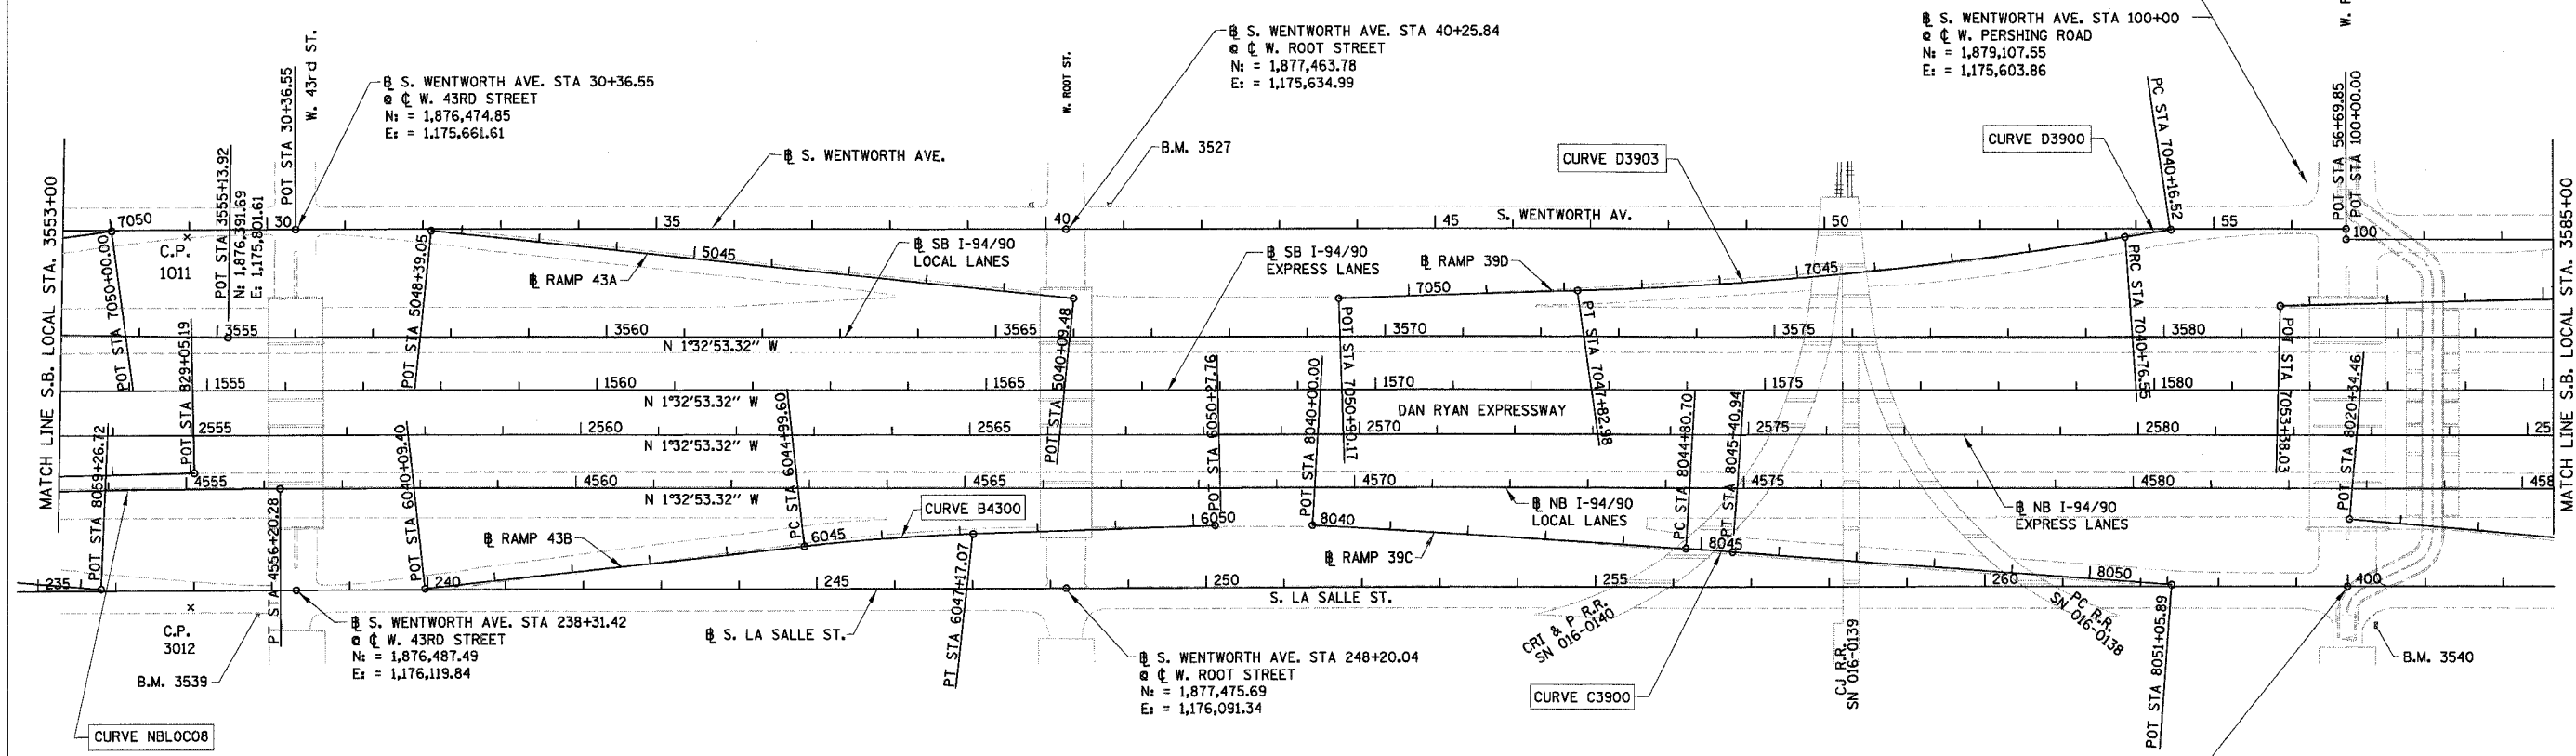 ℄ S. WENTWORTH AVE. STA 100+00
@ ℄ W. PERSHING ROAD
N: = 1,879,107.55
E: = 1,175,603.86
℄ S. WENTWORTH AVE. STA 40+25.84
@ ℄ W. ROOT STREET
N: = 1,877,463.78
E: = 1,175,634.99
℄ S. WENTWORTH AVE. STA 30+36.55
@ ℄ W. 43RD STREET
N: = 1,876,474.85
E: = 1,175,661.61
W. 43rd ST.
POT STA 30+36.55
W. ROOT ST.
B.M. 3527
℄ S. WENTWORTH AVE.
CURVE D3903
CURVE D3900
PC STA 7040+16.52
POT STA 56+69.85
POT STA 100+00.00
MATCH LINE S.B. LOCAL STA. 3553+00
MATCH LINE S.B. LOCAL STA. 3585+00
7050
30
35
40
45
S. WENTWORTH AV.
50
55
100
C.P.
1011
POT STA 3555+13.92
N: 1,876,391.69
E: 1,175,801.61
POT STA 7050+00.00
POT STA 5048+39.05
5045
℄ RAMP 43A
℄ SB I-94/90
LOCAL LANES
℄ SB I-94/90
EXPRESS LANES
℄ RAMP 39D
7050
7045
PRC STA 7040+76.55
3555
3560
3565
3570
3575
3580
N 1°32'53.32" W
POT STA 829+05.19
POT STA 5040+09.48
POT STA 7050+90.17
PT STA 7047+82.98
POT STA 7053+38.03
1555
1560
1565
1570
1575
1580
N 1°32'53.32" W
DAN RYAN EXPRESSWAY
2555
2560
2565
2570
2575
2580
25
N 1°32'53.32" W
POT STA 8059+26.72
POT STA 6040+09.40
PC STA 6044+99.60
POT STA 6050+27.76
POT STA 8040+00.00
PC STA 8044+80.70
PT STA 8045+40.94
POT STA 8020+34.46
4555
4560
4565
4570
4575
4580
458
N 1°32'53.32" W
PT STA 4556+20.28
CURVE B4300
6045
6050
8040
℄ NB I-94/90
LOCAL LANES
℄ NB I-94/90
EXPRESS LANES
℄ RAMP 43B
℄ RAMP 39C
8045
8050
235
240
245
250
255
260
400
S. LA SALLE ST.
C.P.
3012
B.M. 3539
℄ S. WENTWORTH AVE. STA 238+31.42
@ ℄ W. 43RD STREET
N: = 1,876,487.49
E: = 1,176,119.84
℄ S. LA SALLE ST.
PT STA 6047+17.07
℄ S. WENTWORTH AVE. STA 248+20.04
@ ℄ W. ROOT STREET
N: = 1,877,475.69
E: = 1,176,091.34
CRI & P R.R.
SN 016-0140
CURVE C3900
CJ R.R.
SN 016-0139
PC R.R.
SN 016-0138
POT STA 8051+05.89
B.M. 3540
CURVE NBLOC08